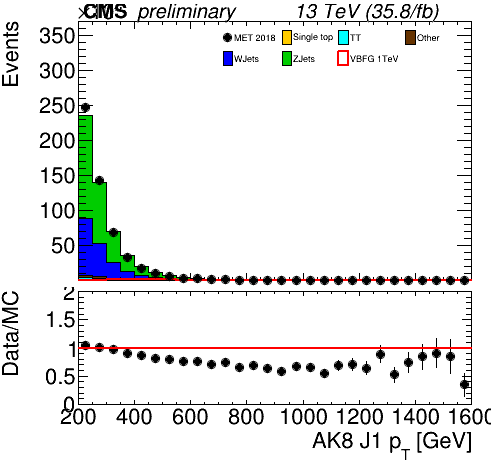 CMS preliminary 13 TeV (35.8/fb)
Events
350
300
250
200
150
100
50
MET 2018 Single top TT Other
WJets ZJets VBFG 1TeV
Data/MC
2
1.5
1
0.5
0
200 400 600 800 1000 1200 1400 1600
AK8 J1 pT [GeV]